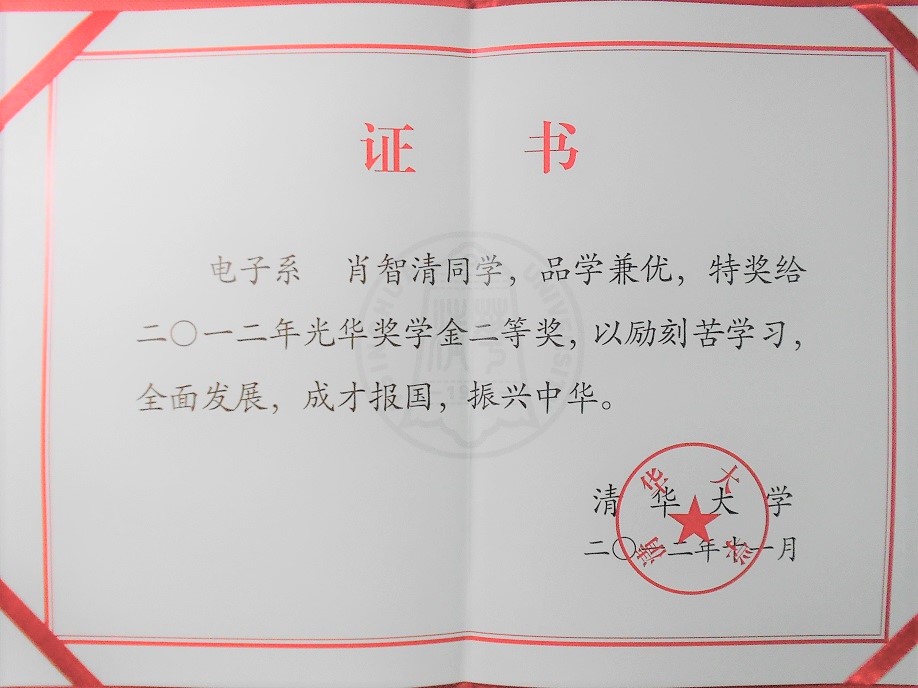 证 书
电子系 肖智清同学，品学兼优，特奖给
二〇一二年光华奖学金二等奖，以励刻苦学习，
全面发展，成才报国，振兴中华。
清华大学
二〇一二年十一月
清华大学